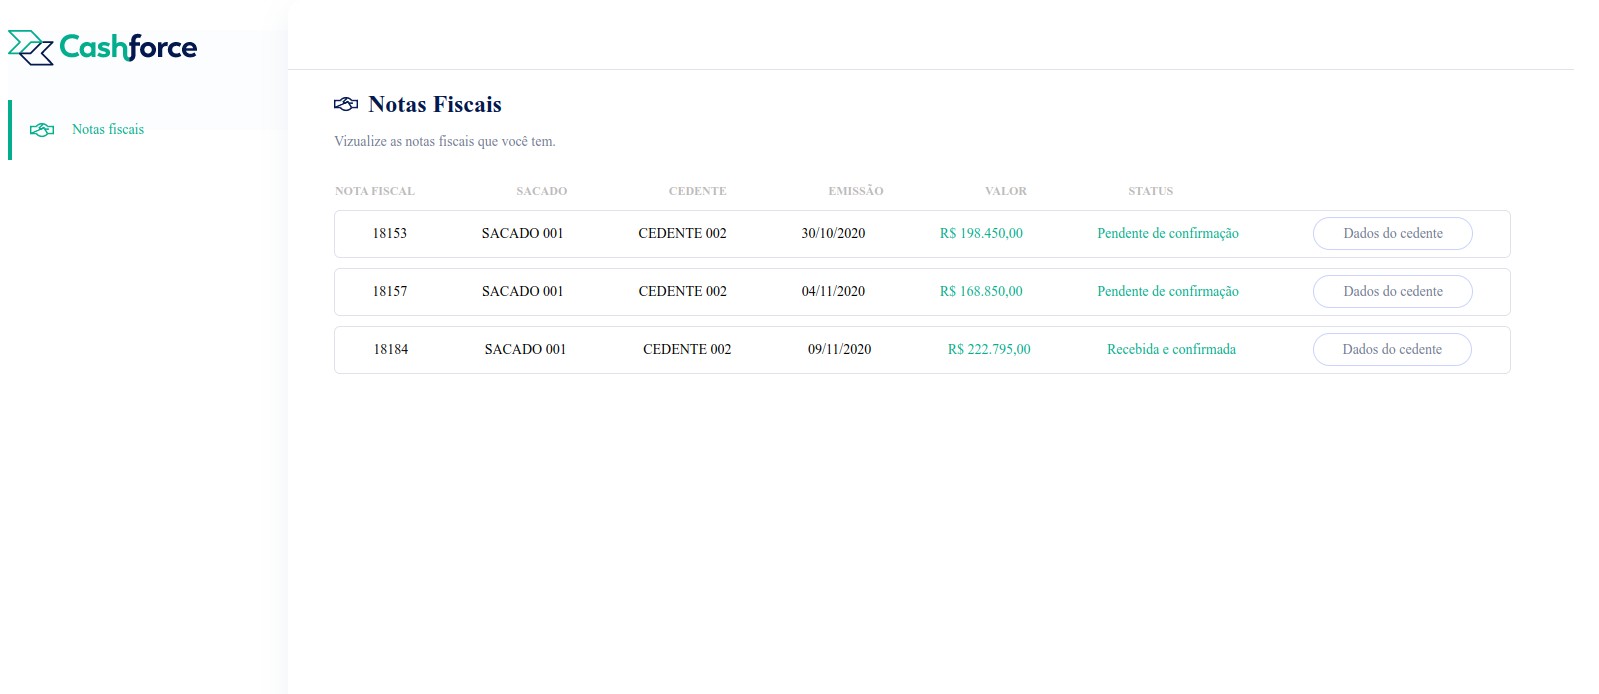 Cashforce
Notas fiscais
Notas Fiscais
Vizualize as notas fiscais que você tem.
NOTA FISCAL SACADO CEDENTE EMISSÃO VALOR STATUS
18153 SACADO 001 CEDENTE 002 30/10/2020 R$ 198.450,00 Pendente de confirmação Dados do cedente
18157 SACADO 001 CEDENTE 002 04/11/2020 R$ 168.850,00 Pendente de confirmação Dados do cedente
18184 SACADO 001 CEDENTE 002 09/11/2020 R$ 222.795,00 Recebida e confirmada Dados do cedente